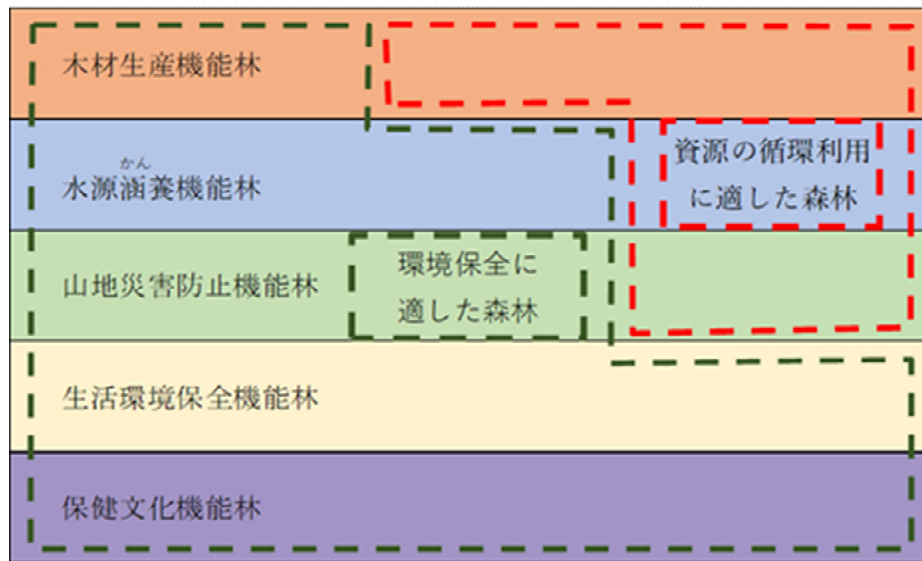 木材生産機能林
かん
水源涵養機能林
資源の循環利用
に適した森林
山地災害防止機能林
環境保全に
適した森林
生活環境保全機能林
保健文化機能林